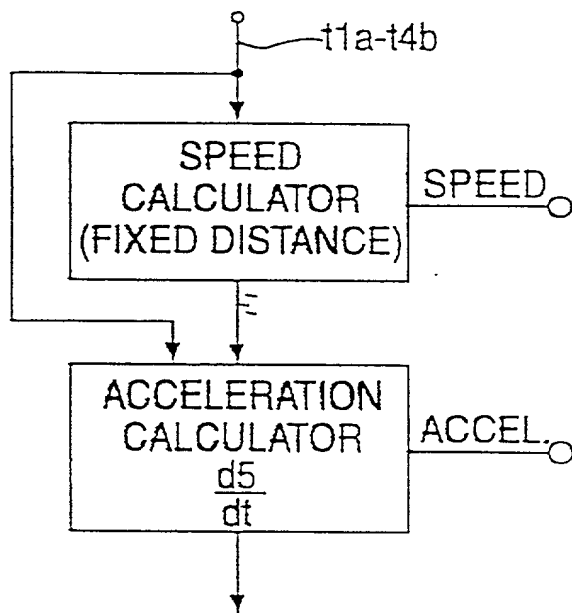 t1a-t4b
SPEED
CALCULATOR
(FIXED DISTANCE)
SPEED
ACCELERATION
CALCULATOR
d5
dt
ACCEL.